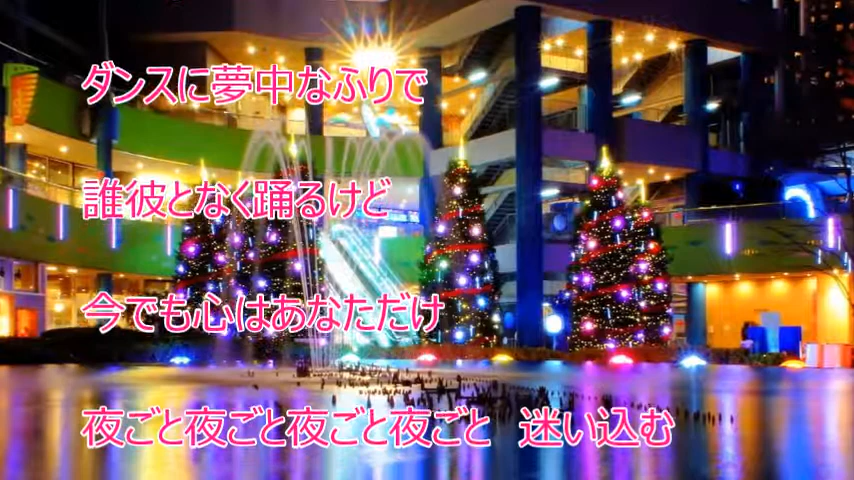 ダンスに夢中なふりで
誰彼となく踊るけど
今でも心はあなただけ
夜ごと夜ごと夜ごと夜ごと 迷い込む